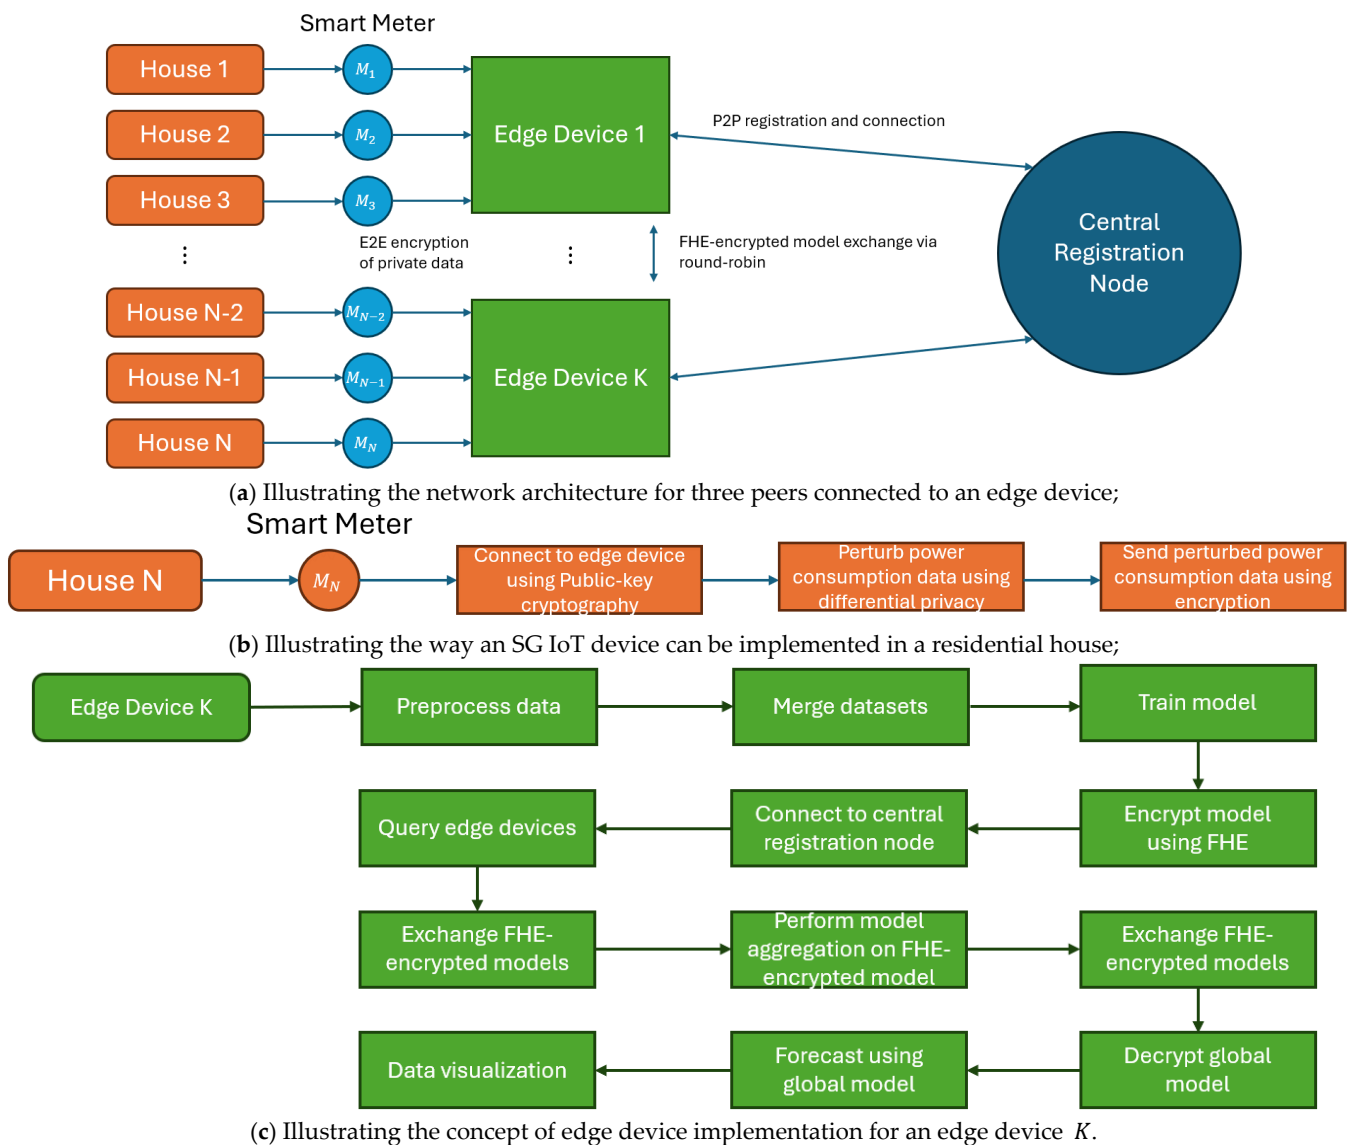 Smart Meter
House 1
M1
Edge Device 1
P2P registration and connection
House 2
M2
House 3
M3
Central
Registration
Node
E2E encryption
of private data
⋮
⋮
FHE-encrypted model exchange via
round-robin
House N-2
MN−2
House N-1
MN−1
Edge Device K
House N
MN
(a) Illustrating the network architecture for three peers connected to an edge device;
Smart Meter
House N
MN
Connect to edge device
using Public-key
cryptography
Perturb power
consumption data using
differential privacy
Send perturbed power
consumption data using
encryption
(b) Illustrating the way an SG IoT device can be implemented in a residential house;
Edge Device K
Preprocess data
Merge datasets
Train model
Encrypt model
using FHE
Connect to central
registration node
Query edge devices
Exchange FHE-
encrypted models
Perform model
aggregation on FHE-
encrypted model
Exchange FHE-
encrypted models
Decrypt global
model
Forecast using
global model
Data visualization
(c) Illustrating the concept of edge device implementation for an edge device K.